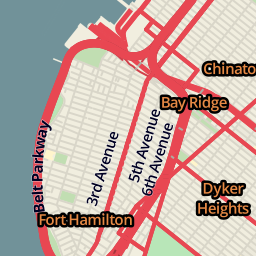 Chinato
Bay Ridge
Belt Parkway
3rd Avenue
5th Avenue
6th Avenue
Dyker
Heights
Fort Hamilton